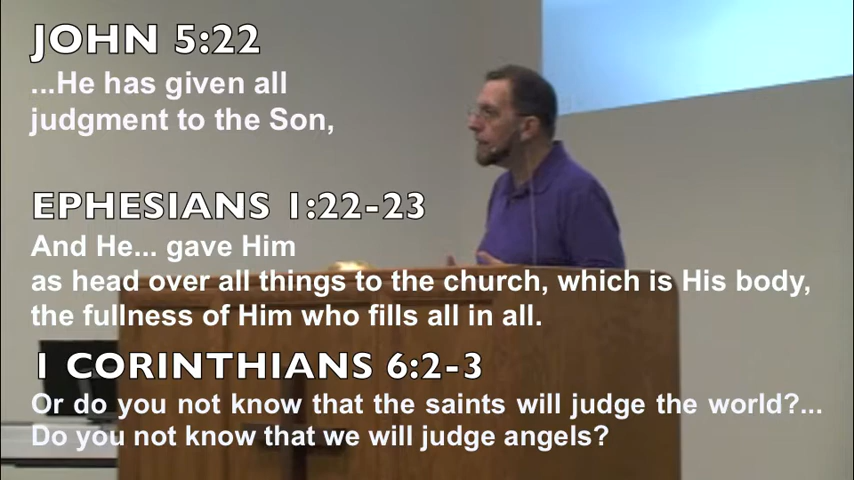 JOHN 5:22
...He has given all
judgment to the Son,
EPHESIANS 1:22-23
And He... gave Him
as head over all things to the church, which is His body,
the fullness of Him who fills all in all.
1 CORINTHIANS 6:2-3
Or do you not know that the saints will judge the world?...
Do you not know that we will judge angels?